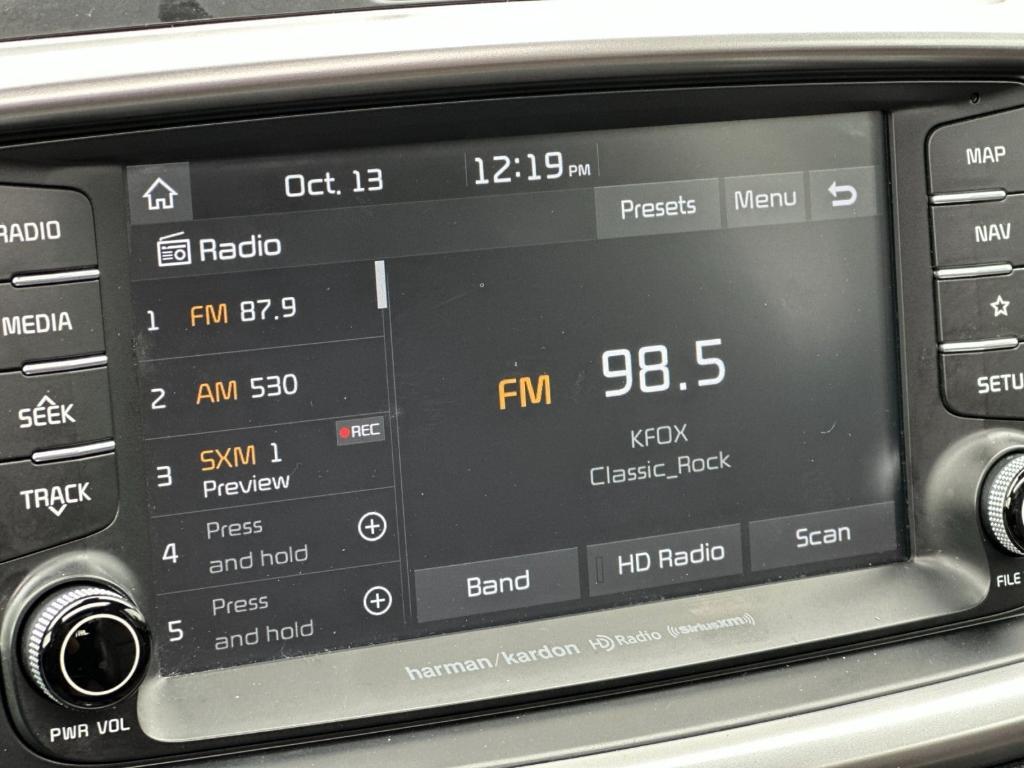 Oct. 13
12:19 PM
Radio
Presets
Menu
1 FM 87.9
2 AM 530
3 SXM 1
REC
Preview
4 Press
and hold
5 Press
and hold
FM 98.5
KFOX
Classic_Rock
Band
HD Radio
Scan
harman/kardon HD Radio ((SiriusXM))
RADIO
MEDIA
SEEK
TRACK
PWR VOL
MAP
NAV
SETU
FILE